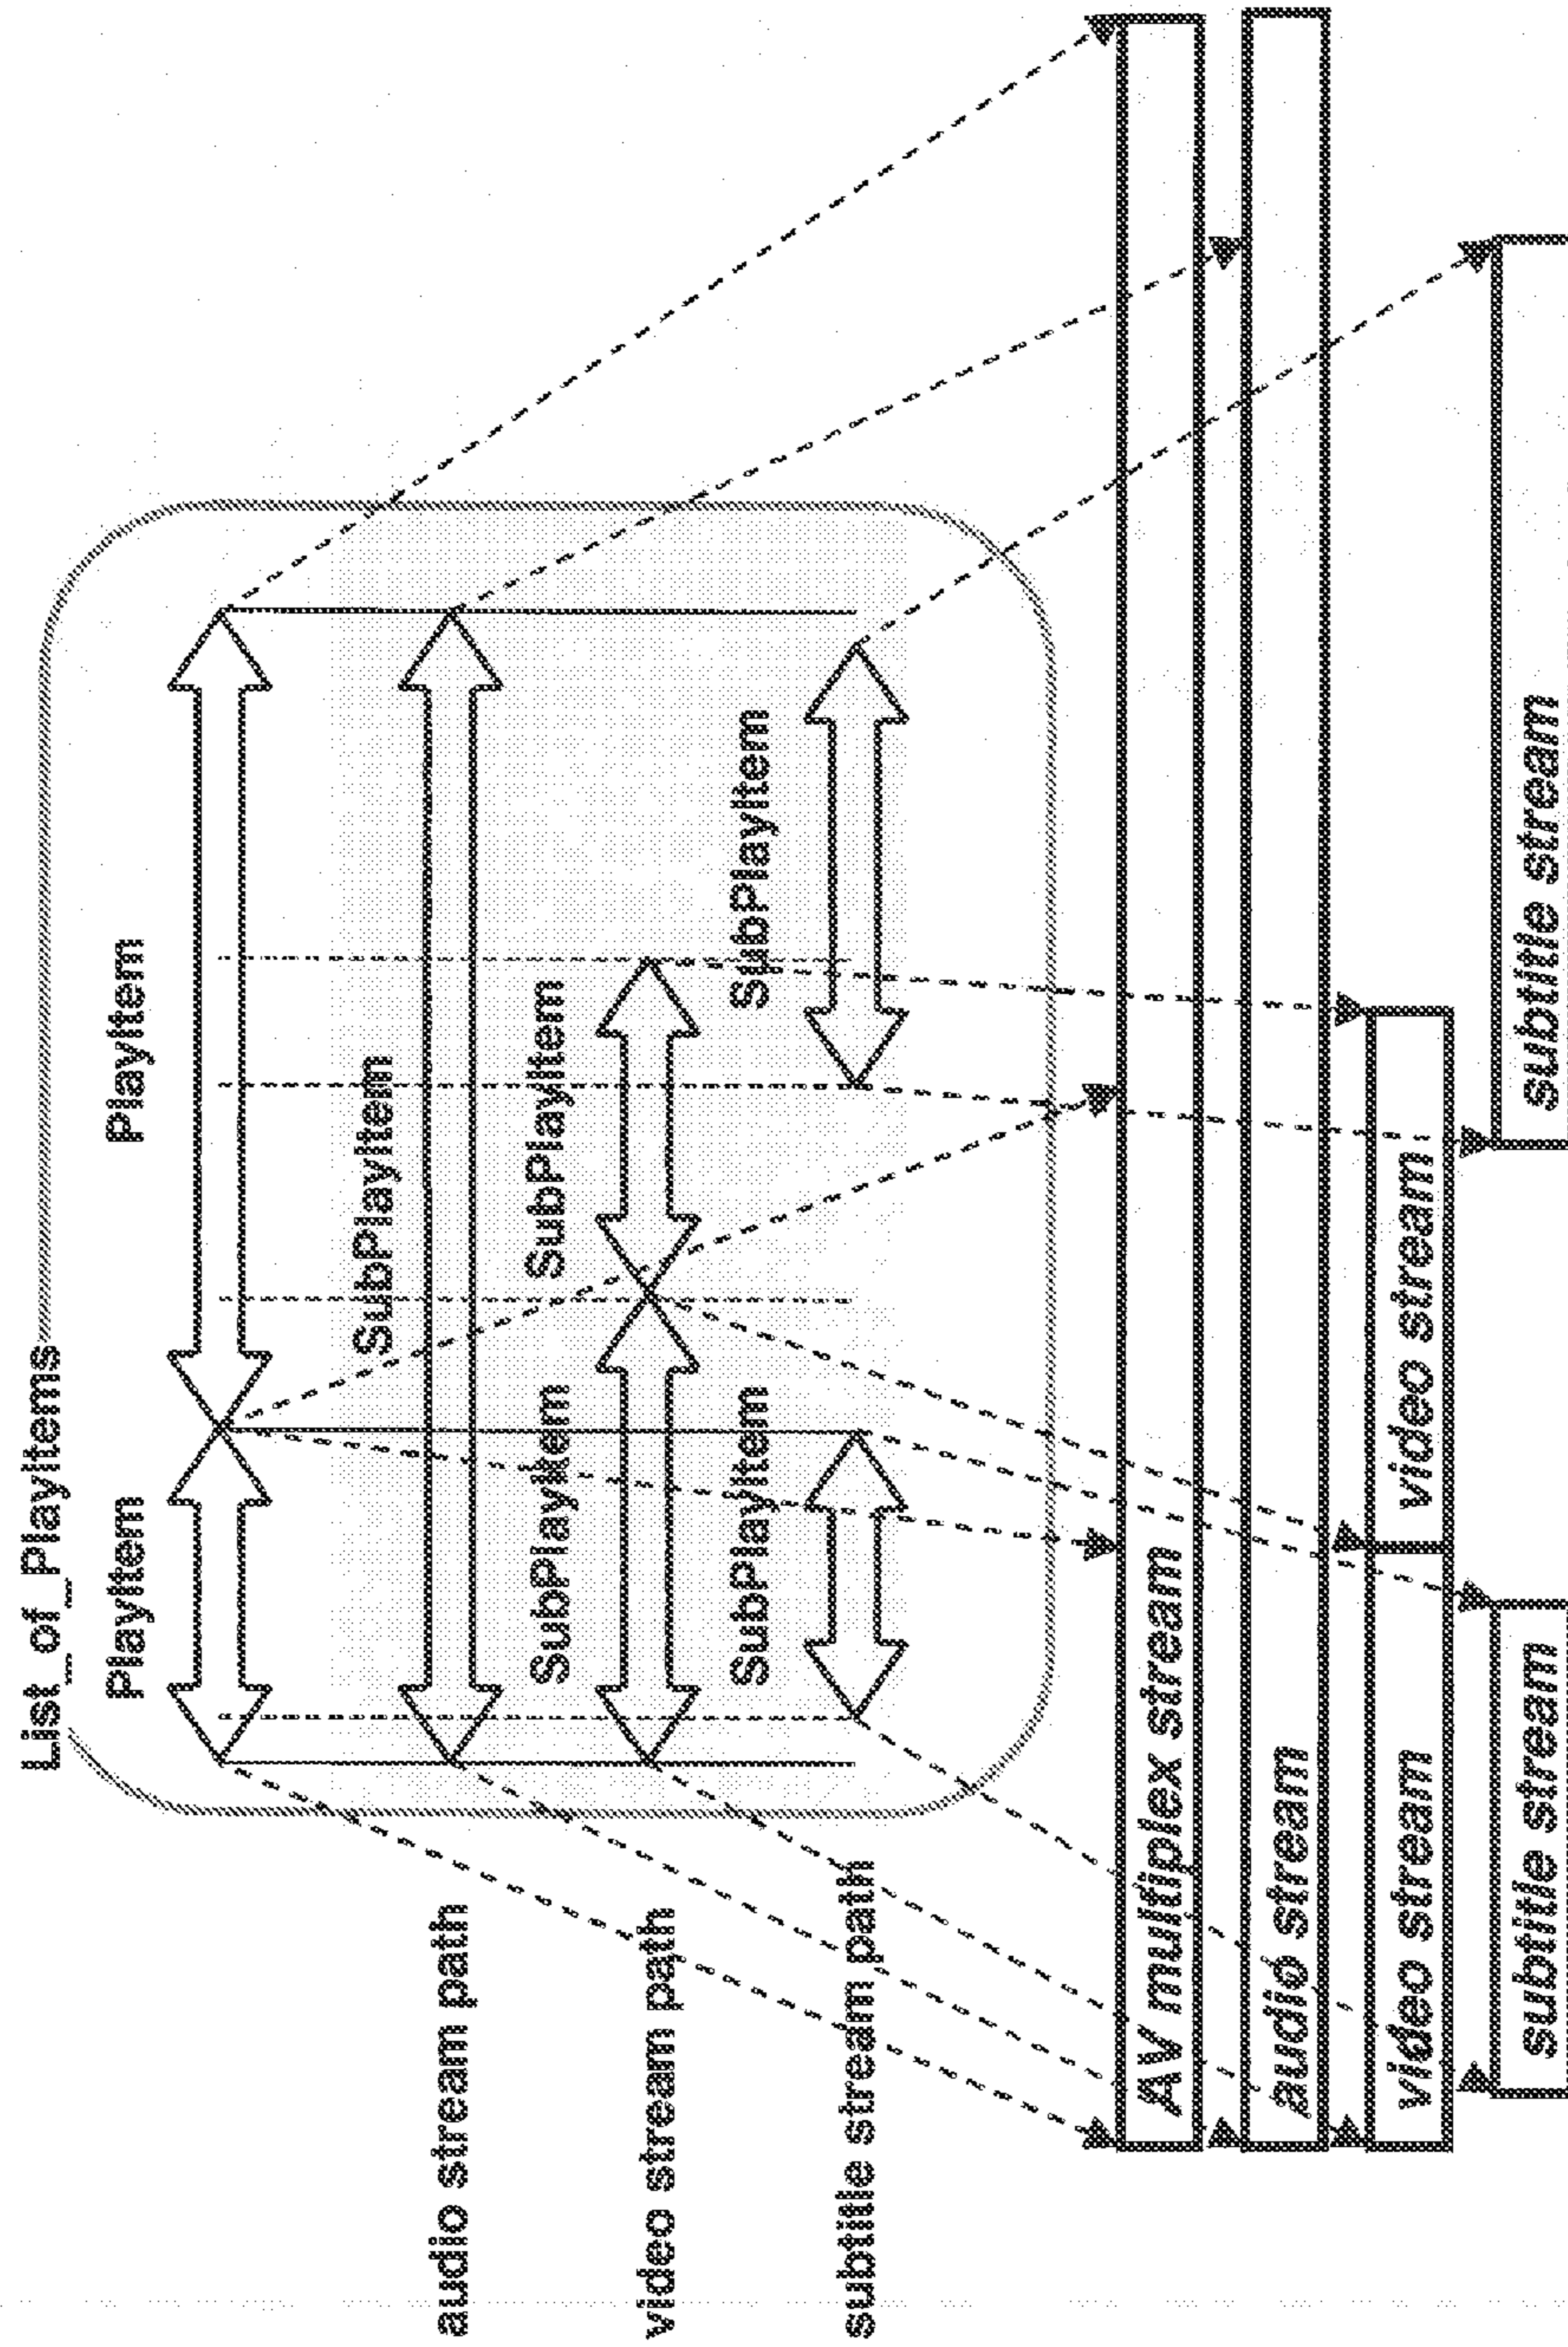 List_of_PlayItems
PlayItem
PlayItem
SubPlayItem
audio stream path
SubPlayItem
SubPlayItem
video stream path
SubPlayItem
SubPlayItem
subtitle stream path
AV multiplex stream
audio stream
video stream
video stream
subtitle stream
subtitle stream